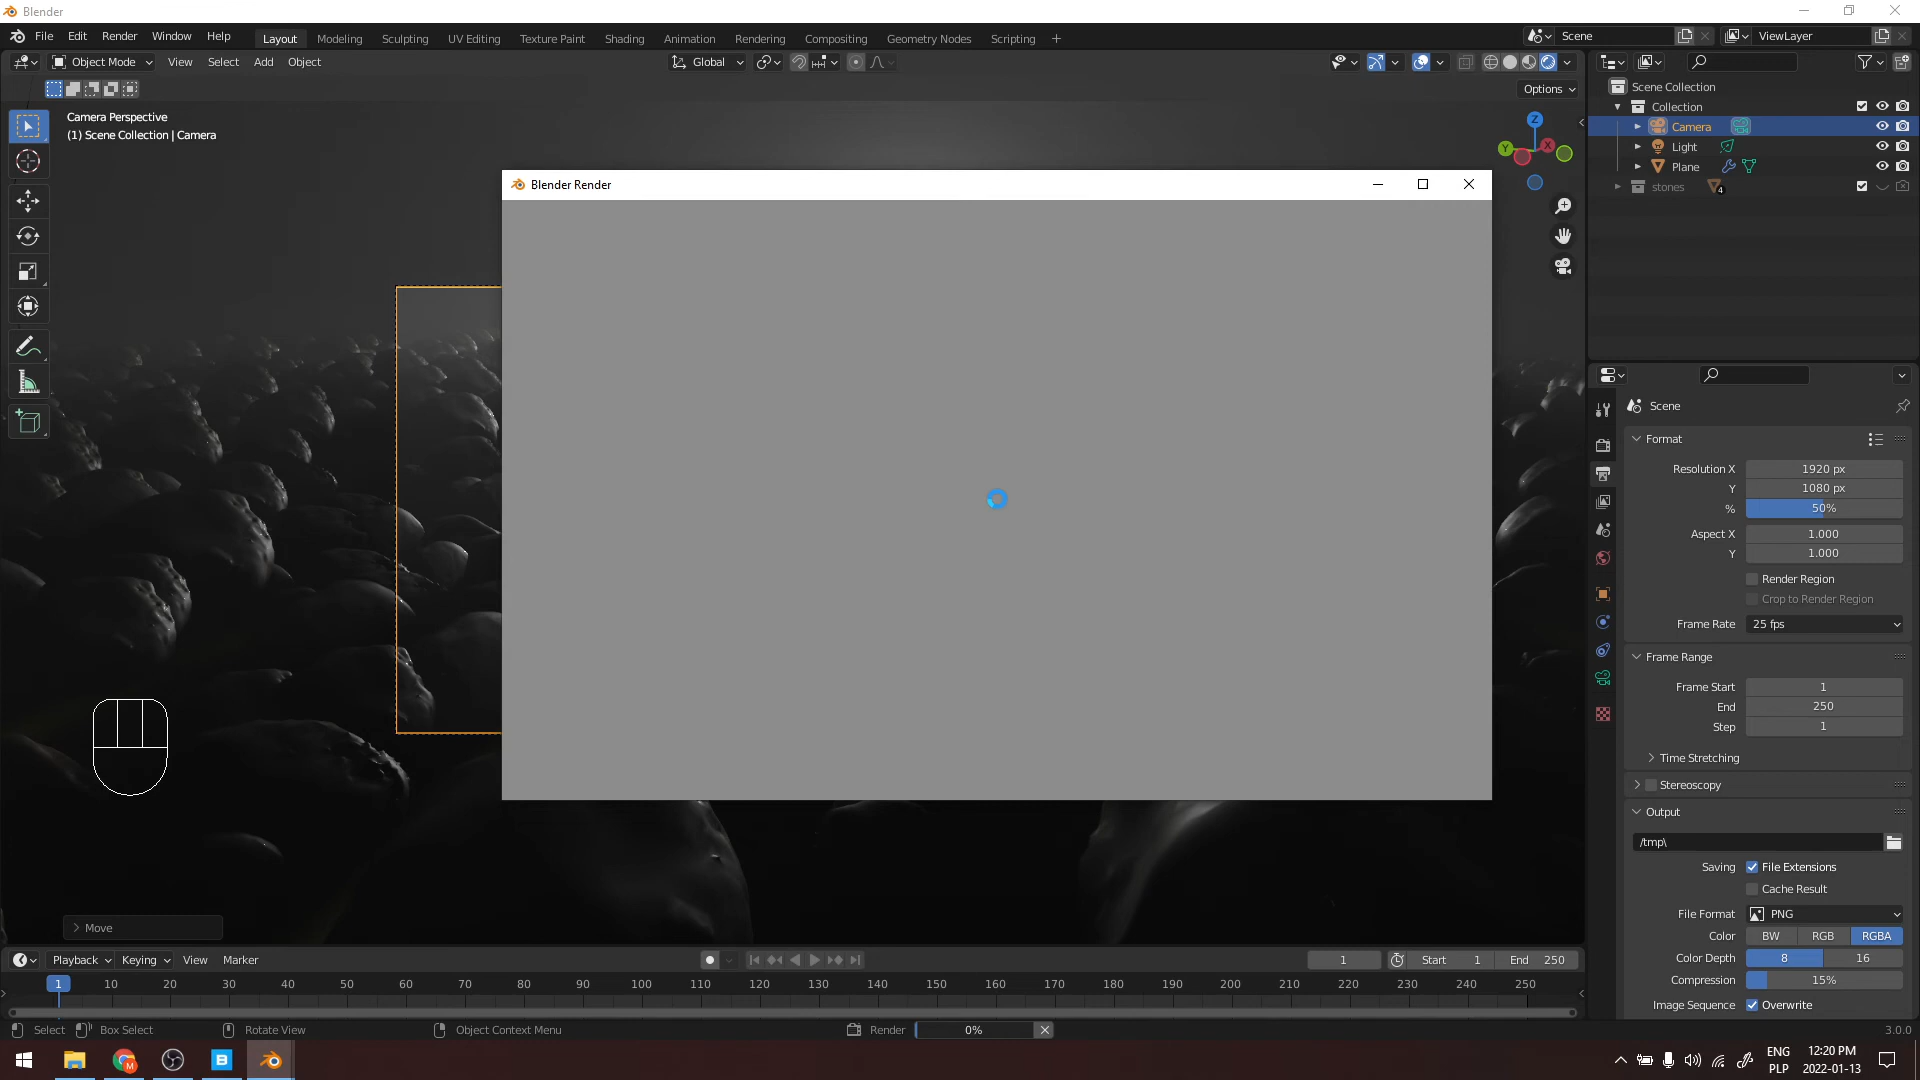 Blender
File Edit Render Window Help
Layout Modeling Sculpting UV Editing Texture Paint Shading Animation Rendering Compositing Geometry Nodes Scripting +
Scene
ViewLayer
Object Mode View Select Add Object
Global
Options
Camera Perspective
(1) Scene Collection | Camera
Z
Y
X
Blender Render
Scene Collection
Collection
Camera
Light
Plane
stones
4
Scene
Format
Resolution X 1920 px
Y 1080 px
% 50%
Aspect X 1.000
Y 1.000
Render Region
Crop to Render Region
Frame Rate 25 fps
Frame Range
Frame Start 1
End 250
Step 1
Time Stretching
Stereoscopy
Output
/tmp\
Saving File Extensions
Cache Result
File Format PNG
Color BW RGB RGBA
Color Depth 8 16
Compression 15%
Image Sequence Overwrite
Move
Playback Keying View Marker
1 Start 1 End 250
1 10 20 30 40 50 60 70 80 90 100 110 120 130 140 150 160 170 180 190 200 210 220 230 240 250
Select Box Select Rotate View Object Context Menu Render 0% 3.0.0
M
B
ENG
PLP
12:20 PM
2022-01-13